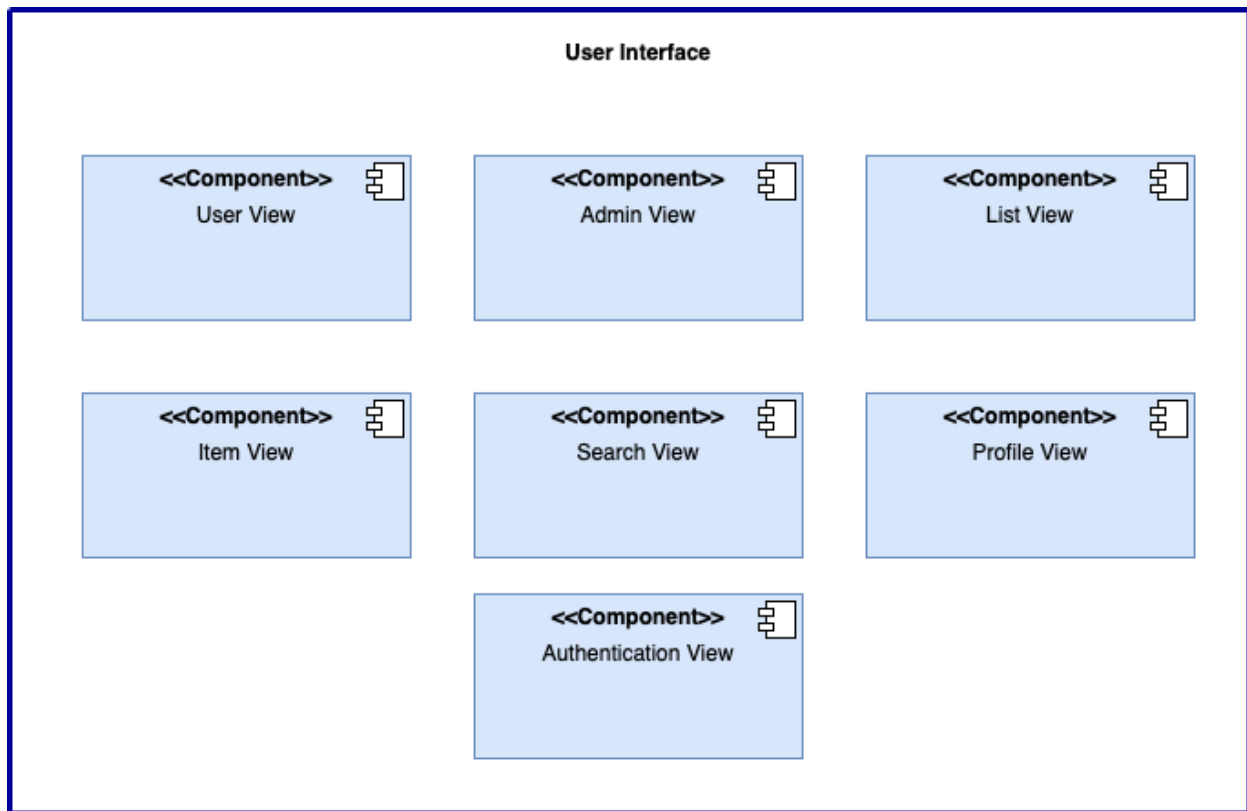 User Interface
<<Component>>
User View
<<Component>>
Admin View
<<Component>>
List View
<<Component>>
Item View
<<Component>>
Search View
<<Component>>
Profile View
<<Component>>
Authentication View